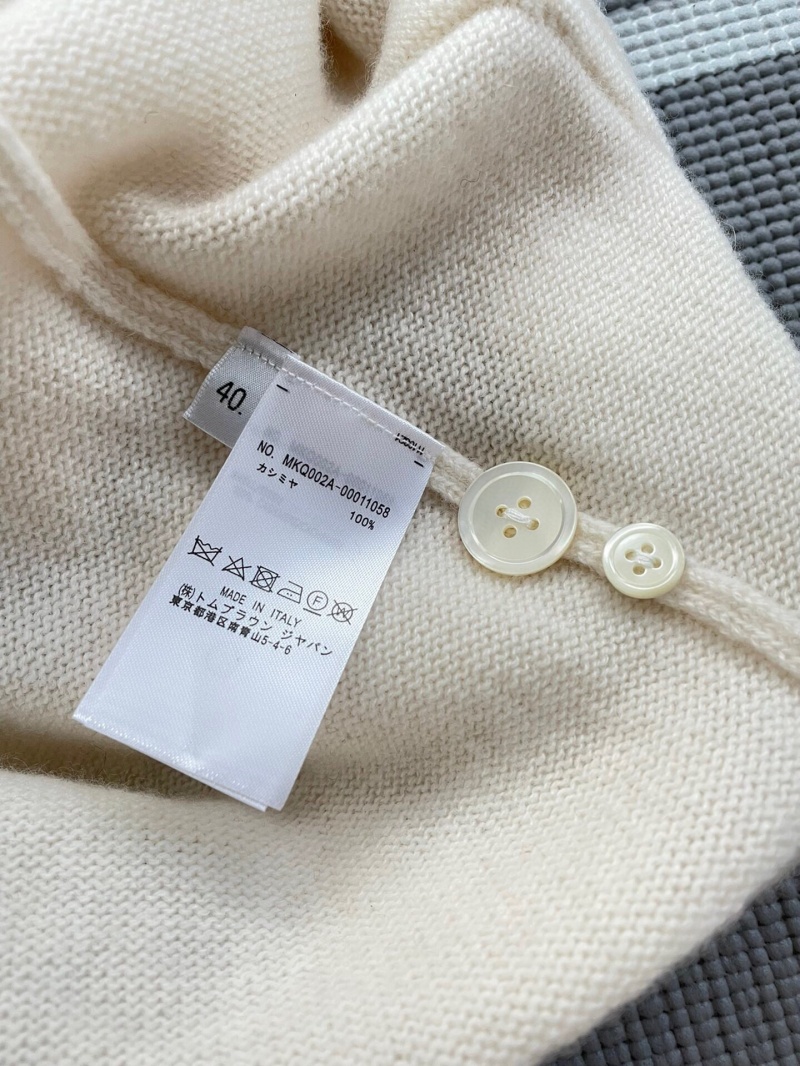 40.
NO. MKQ002A-00011058
カシミヤ
100%
F
W
MADE IN ITALY
(株)トムブラウン ジャパン
東京都港区南青山5-4-6